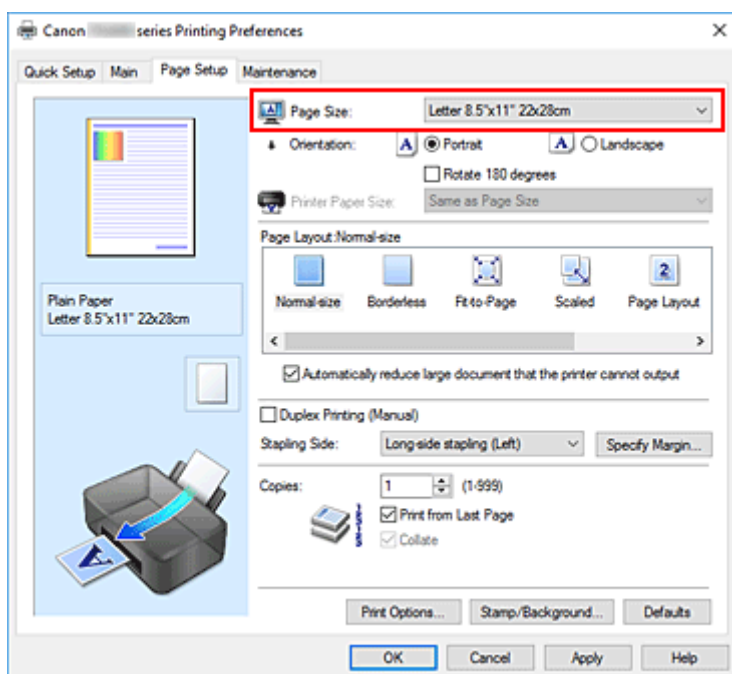 Canon series Printing Preferences
Quick Setup Main Page Setup Maintenance
Page Size: Letter 8.5"x11" 22x28cm
Orientation: A Portrait A Landscape
Rotate 180 degrees
Printer Paper Size: Same as Page Size
Page Layout:Normal-size
2
Normal-size Borderless Fit-to-Page Scaled Page Layout
Plain Paper
Letter 8.5"x11" 22x28cm
Automatically reduce large document that the printer cannot output
Duplex Printing (Manual)
Stapling Side: Long-side stapling (Left) Specify Margin...
Copies: 1 (1-999)
Print from Last Page
Collate
A
Print Options... Stamp/Background... Defaults
OK Cancel Apply Help